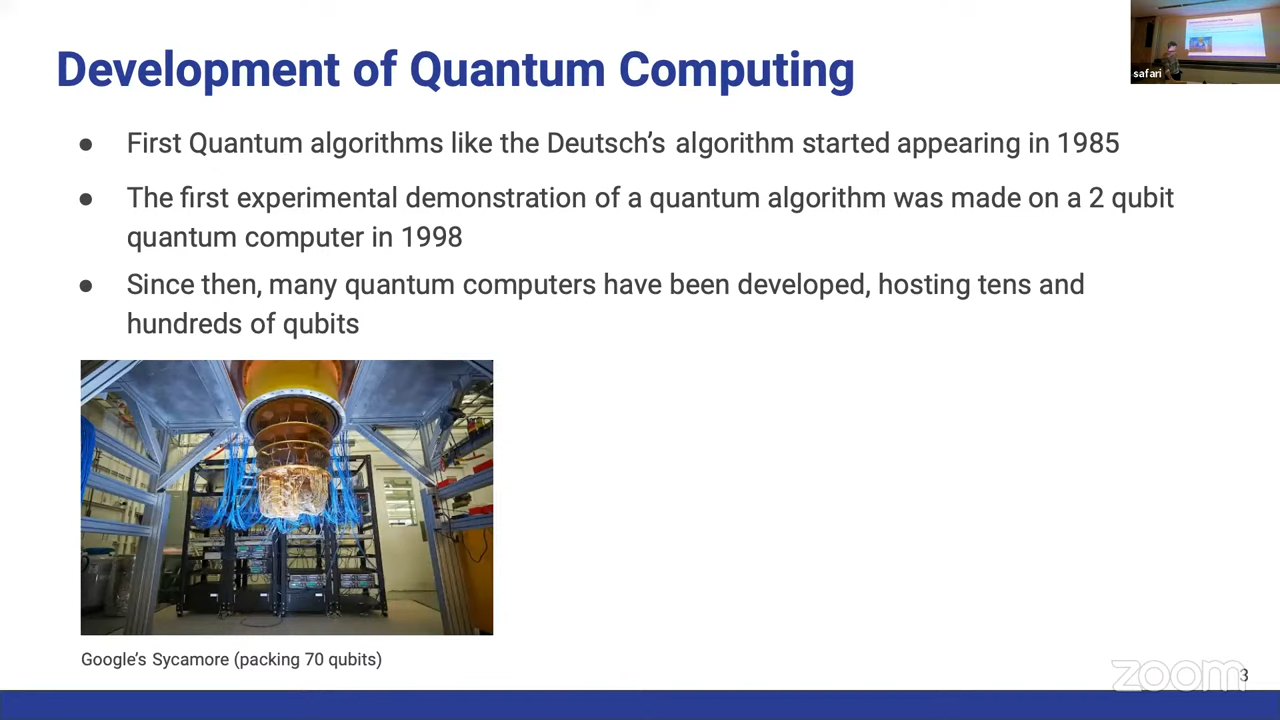 safari
Development of Quantum Computing
● First Quantum algorithms like the Deutsch's algorithm started appearing in 1985
● The first experimental demonstration of a quantum algorithm was made on a 2 qubit
quantum computer in 1998
● Since then, many quantum computers have been developed, hosting tens and
hundreds of qubits
Google's Sycamore (packing 70 qubits)
zoom
3